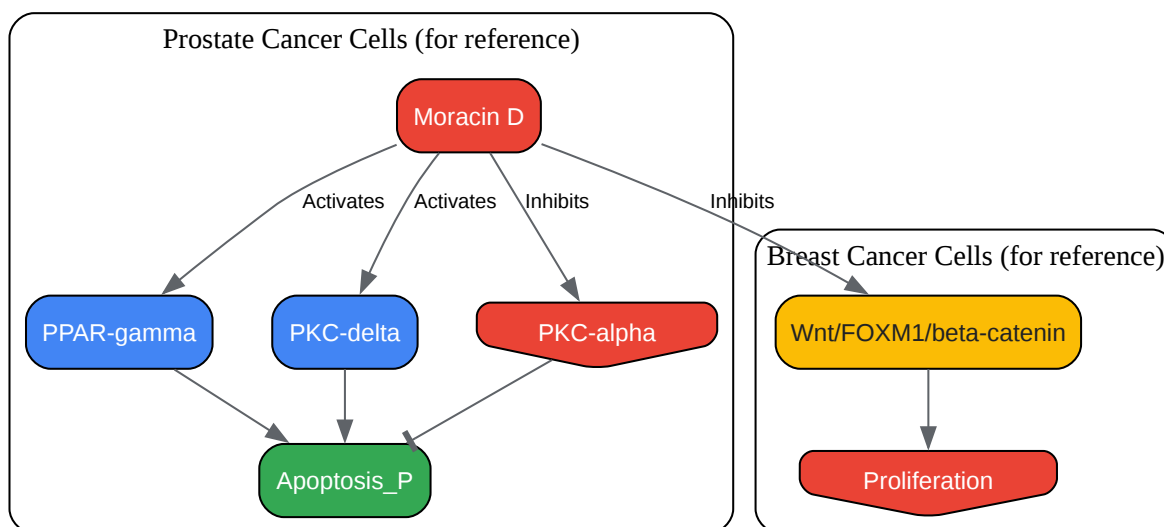 Prostate Cancer Cells (for reference)
Moracin D
Activates
Activates
Inhibits
Inhibits
Breast Cancer Cells (for reference)
PPAR-gamma
PKC-delta
PKC-alpha
Wnt/FOXM1/beta-catenin
Apoptosis_P
Proliferation